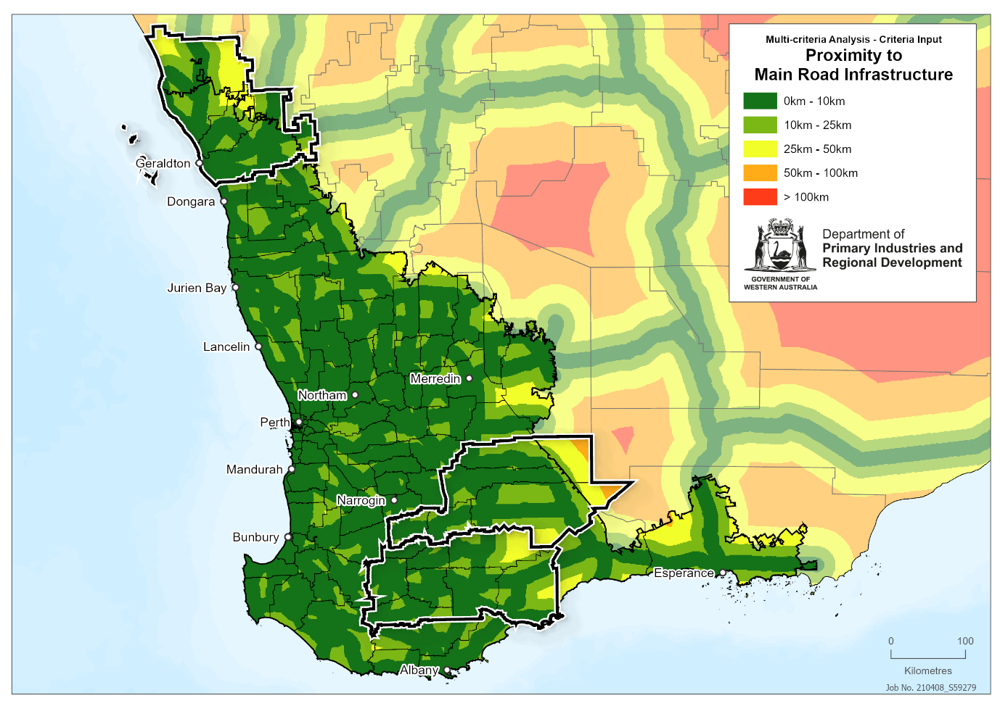 Multi-criteria Analysis - Criteria Input
Proximity to
Main Road Infrastructure
0km - 10km
10km - 25km
25km - 50km
50km - 100km
> 100km
GOVERNMENT OF
WESTERN AUSTRALIA
Department of
Primary Industries and
Regional Development
Geraldton
Dongara
Jurien Bay
Lancelin
Merredin
Northam
Perth
Mandurah
Narrogin
Bunbury
Esperance
Albany
0 100
Kilometres
Job No. 210408_S59279